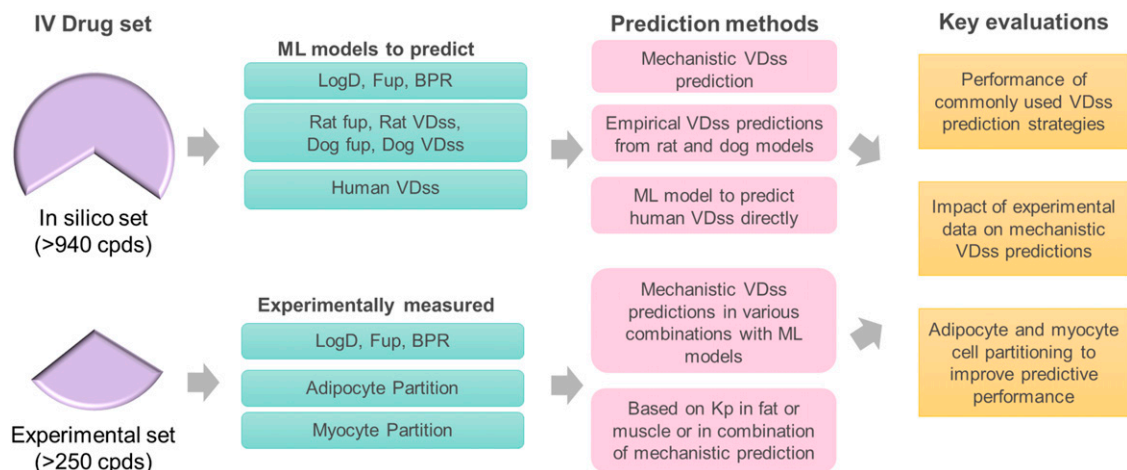 IV Drug set
In silico set
(>940 cpds)
Experimental set
(>250 cpds)
ML models to predict
LogD, Fup, BPR
Rat fup, Rat VDss,
Dog fup, Dog VDss
Human VDss
Experimentally measured
LogD, Fup, BPR
Adipocyte Partition
Myocyte Partition
Prediction methods
Mechanistic VDss
prediction
Empirical VDss predictions
from rat and dog models
ML model to predict
human VDss directly
Mechanistic VDss
predictions in various
combinations with ML
models
Based on Kp in fat or
muscle or in combination
of mechanistic prediction
Key evaluations
Performance of
commonly used VDss
prediction strategies
Impact of experimental
data on mechanistic
VDss predictions
Adipocyte and myocyte
cell partitioning to
improve predictive
performance